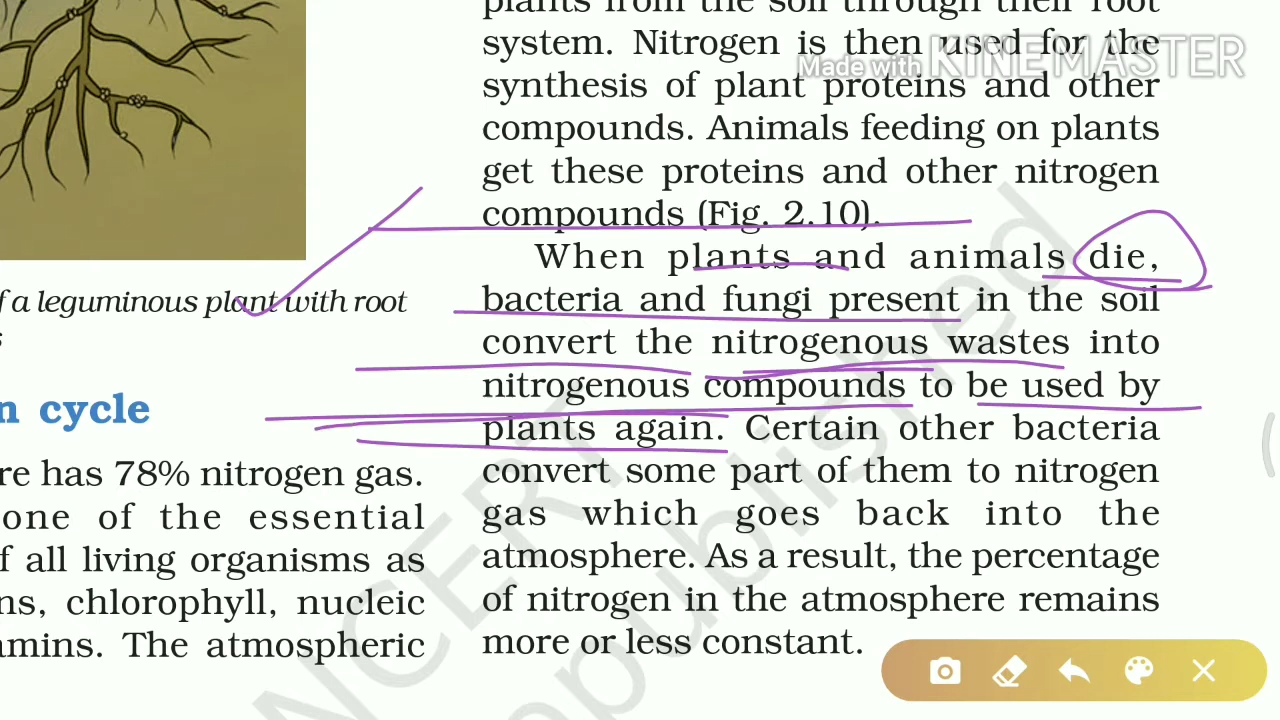 plants from the soil through their root
system. Nitrogen is then used for the
synthesis of plant proteins and other
compounds. Animals feeding on plants
get these proteins and other nitrogen
compounds (Fig. 2.10).
When plants and animals die,
bacteria and fungi present in the soil
convert the nitrogenous wastes into
nitrogenous compounds to be used by
plants again. Certain other bacteria
convert some part of them to nitrogen
gas which goes back into the
atmosphere. As a result, the percentage
of nitrogen in the atmosphere remains
more or less constant.
Made with KINEMASTER
f a leguminous plant with root
s
n cycle
re has 78% nitrogen gas.
one of the essential
f all living organisms as
ns, chlorophyll, nucleic
amins. The atmospheric
NCERT
published